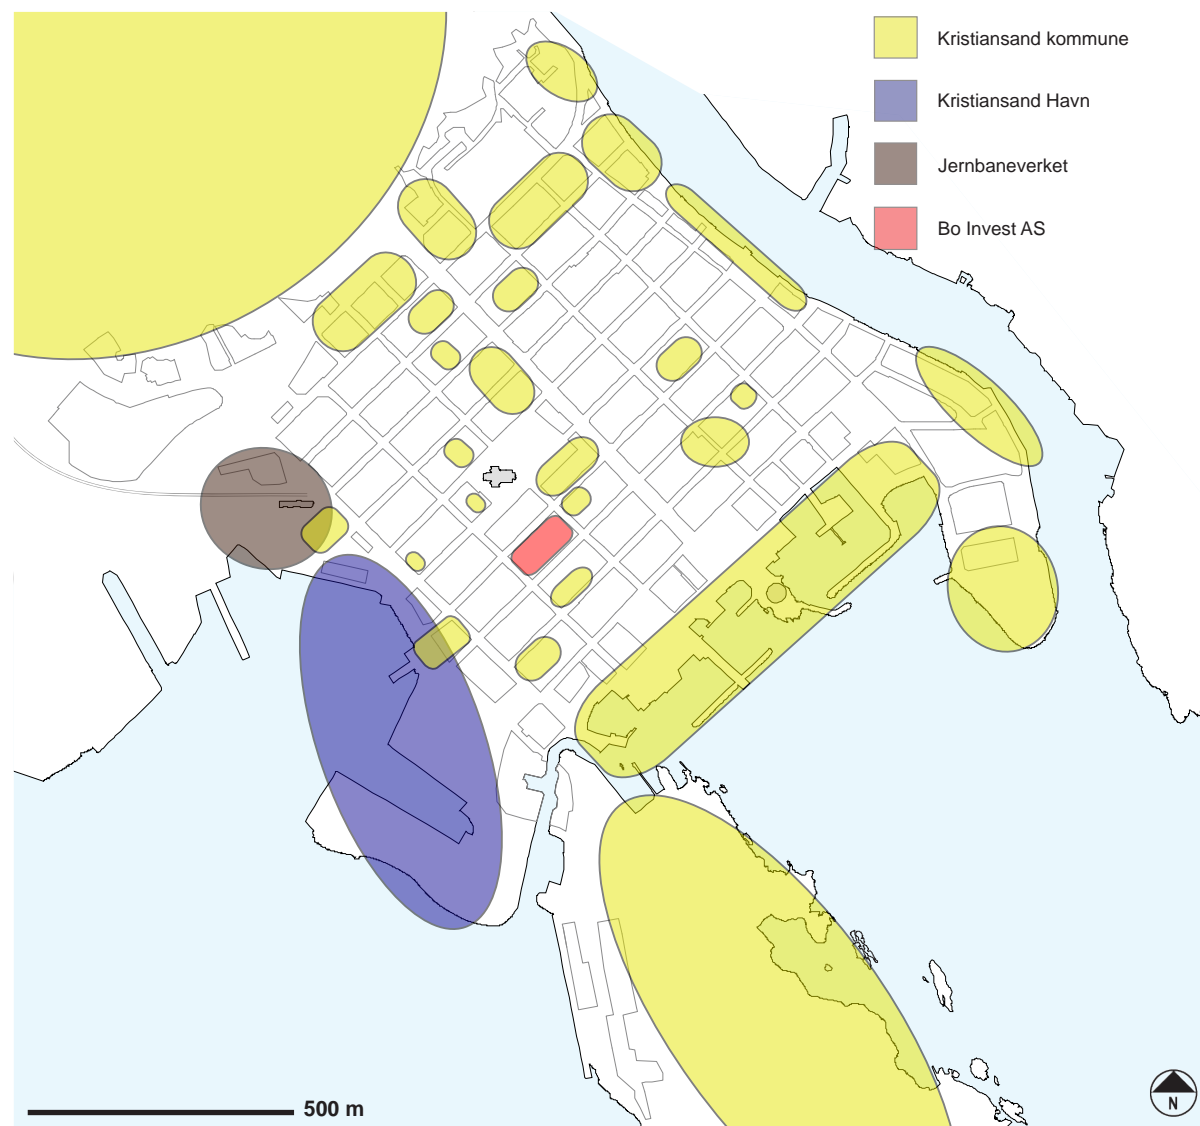 Kristiansand kommune
Kristiansand Havn
Jernbaneverket
Bo Invest AS
500 m
N